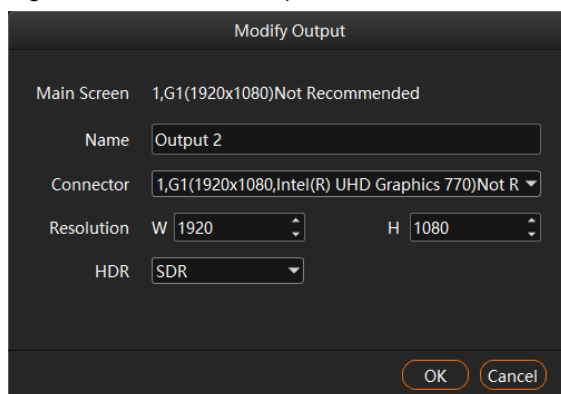 Modify Output
Main Screen 1,G1(1920x1080)Not Recommended
Name Output 2
Connector 1,G1(1920x1080,Intel(R) UHD Graphics 770)Not R
Resolution W 1920 H 1080
HDR SDR
OK Cancel